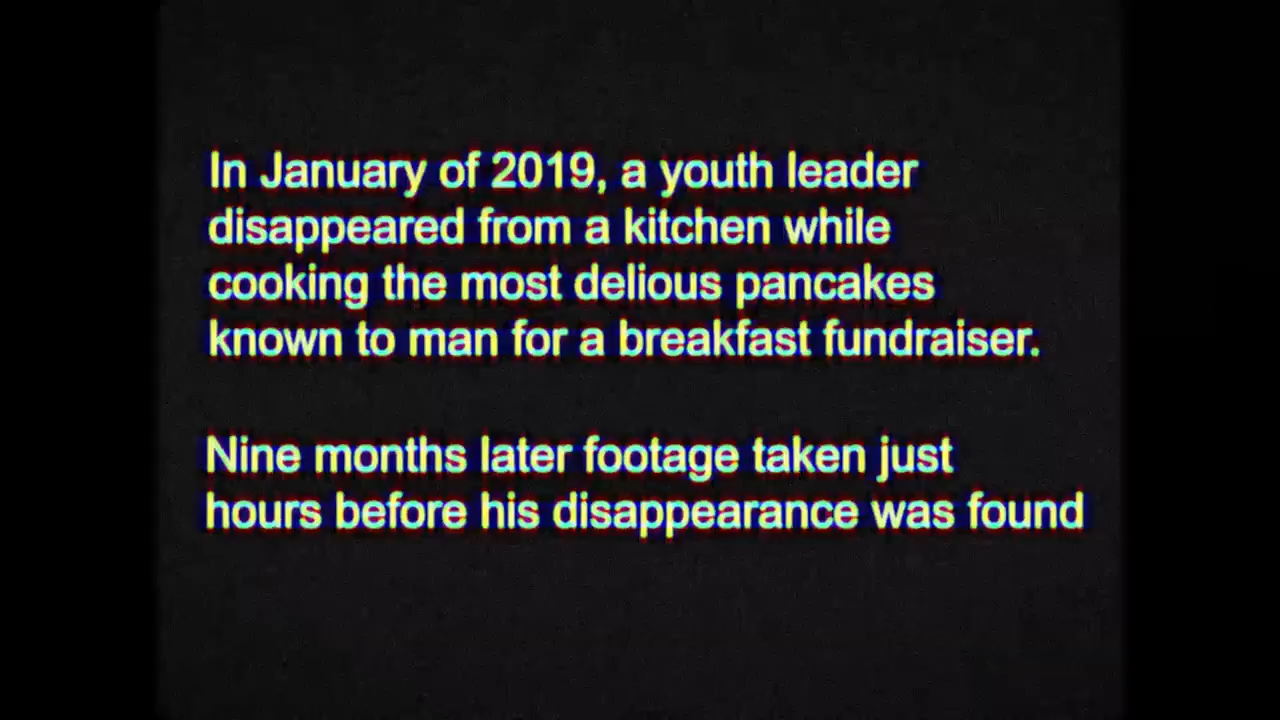 In January of 2019, a youth leader
disappeared from a kitchen while
cooking the most delious pancakes
known to man for a breakfast fundraiser.
Nine months later footage taken just
hours before his disappearance was found